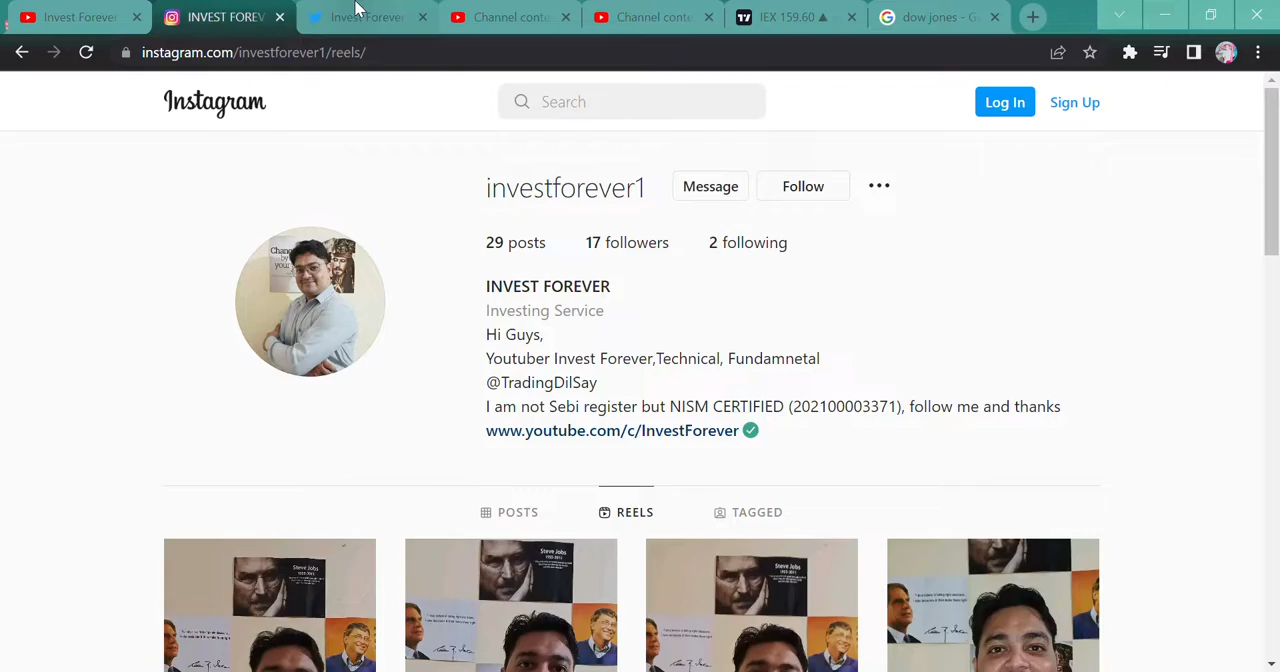 Invest Forever
INVEST FOREV
Invest Forever
Channel conte
Channel conte
IEX 159.60 ▲
dow jones - G
instagram.com/investforever1/reels/
Instagram
Search
Log In
Sign Up
investforever1
Message
Follow
29 posts
17 followers
2 following
INVEST FOREVER
Investing Service
Hi Guys,
Youtuber Invest Forever,Technical, Fundamnetal
@TradingDilSay
I am not Sebi register but NISM CERTIFIED (202100003371), follow me and thanks
www.youtube.com/c/InvestForever
POSTS
REELS
TAGGED
Steve Jobs
Steve Jobs
Steve Jobs